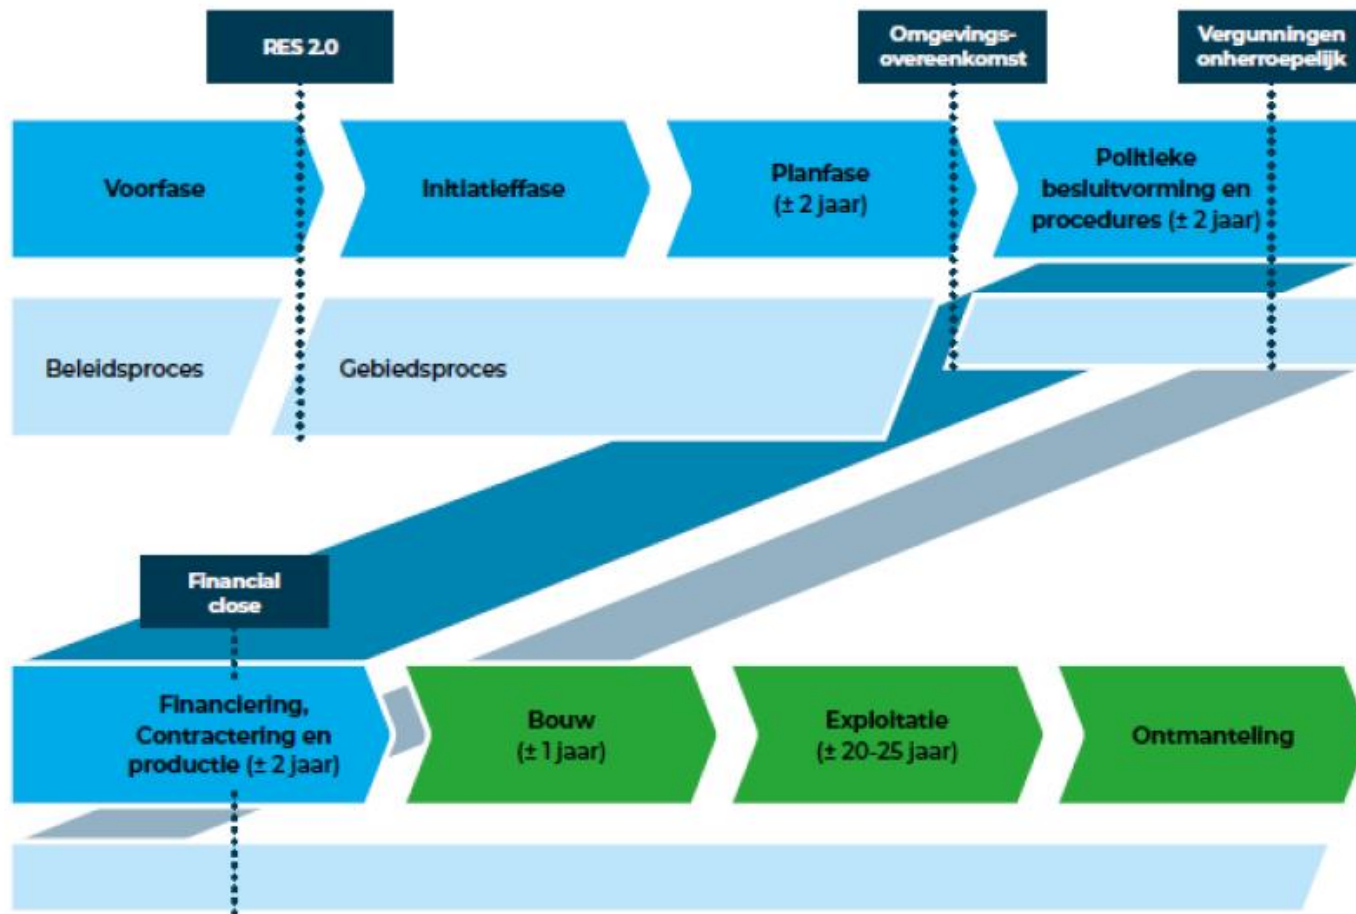 RES 2.0
Omgevings-
overeenkomst
Vergunningen
onherroepelijk
Voorfase
Initiatieffase
Planfase
(± 2 jaar)
Politieke
besluitvorming en
procedures (± 2 jaar)
Beleidsproces
Gebiedsproces
Financial
close
Financiering,
Contractering en
productie (± 2 jaar)
Bouw
(± 1 jaar)
Exploitatie
(± 20-25 jaar)
Ontmanteling